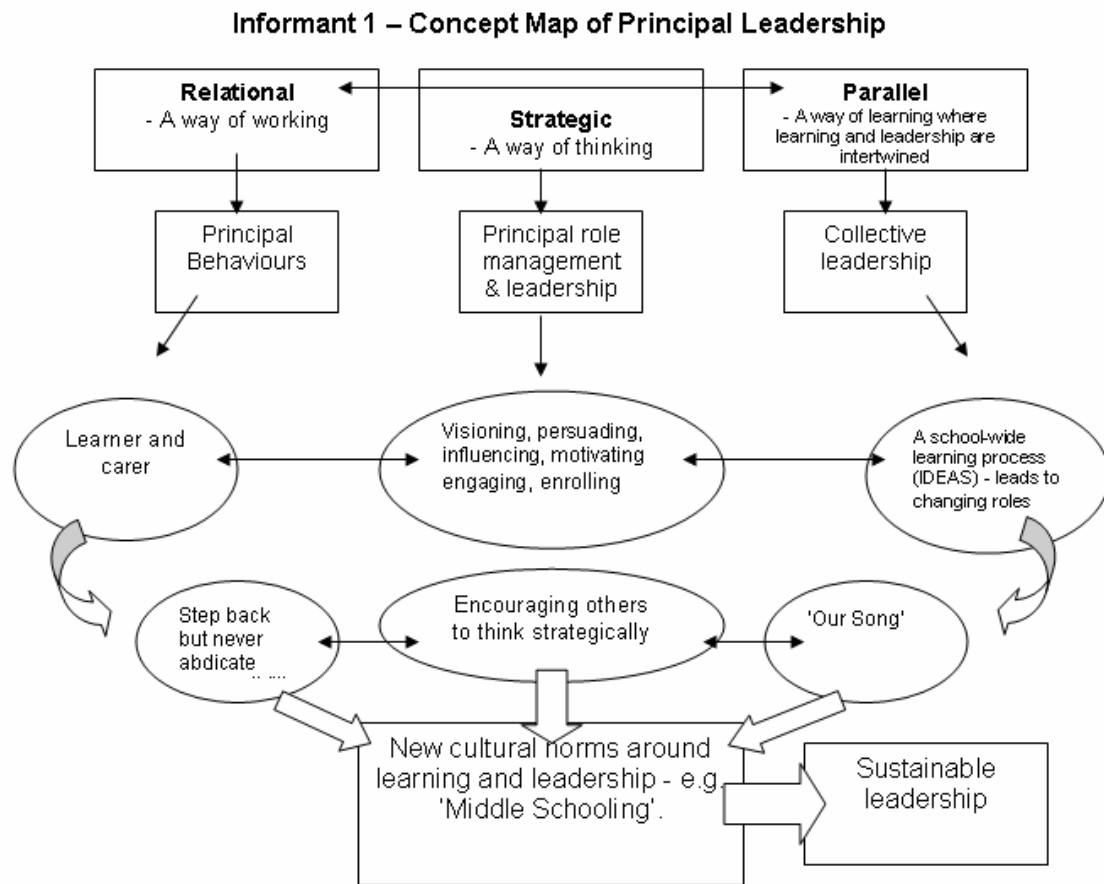 Informant 1 – Concept Map of Principal Leadership
Relational
- A way of working
Strategic
- A way of thinking
Parallel
- A way of learning where
learning and leadership are
intertwined
Principal
Behaviours
Principal role
management
& leadership
Collective
leadership
Learner and
carer
Visioning, persuading,
influencing, motivating
engaging, enrolling
A school-wide
learning process
(IDEAS) - leads to
changing roles
Step back
but never
abdicate
Encouraging others
to think strategically
'Our Song'
New cultural norms around
learning and leadership - e.g.
'Middle Schooling'.
Sustainable
leadership